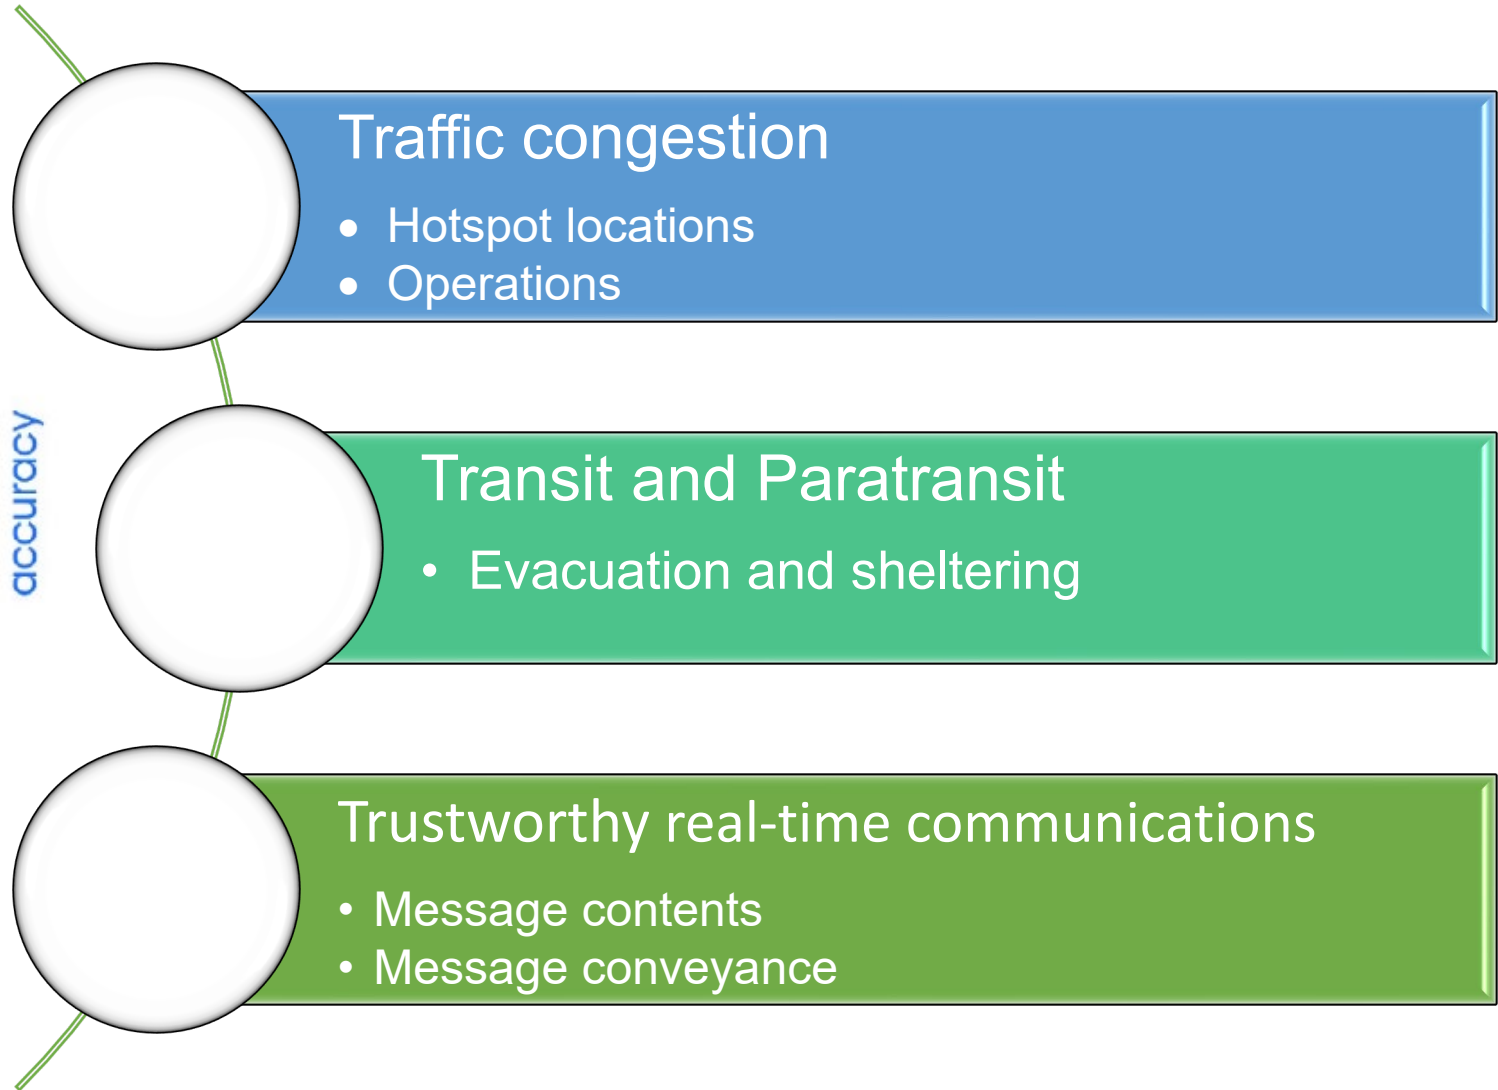 Traffic congestion
• Hotspot locations
• Operations
accuracy
Transit and Paratransit
• Evacuation and sheltering
Trustworthy real-time communications
• Message contents
• Message conveyance